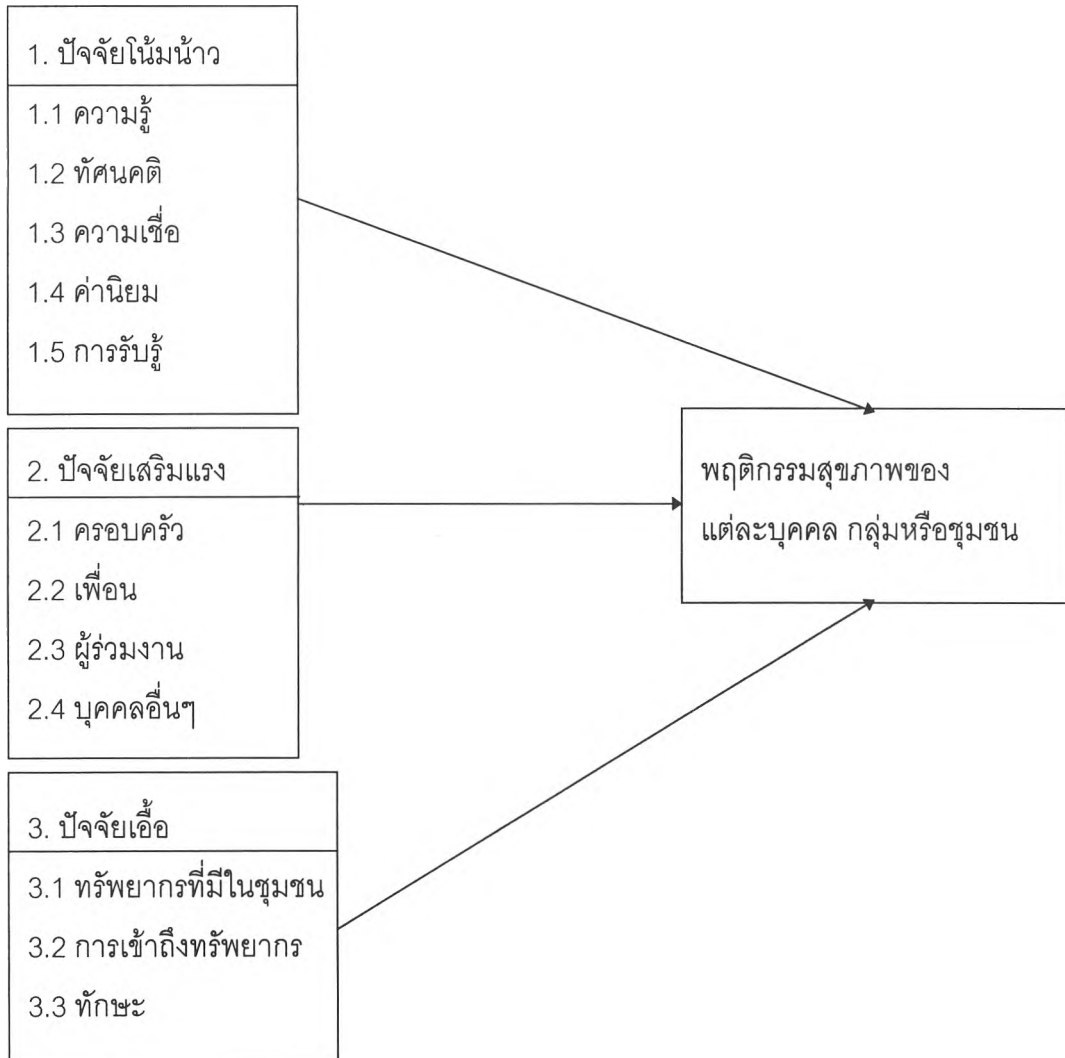 1. ปัจจัยโน้มน้าว
1.1 ความรู้
1.2 ทัศนคติ
1.3 ความเชื่อ
1.4 ค่านิยม
1.5 การรับรู้
2. ปัจจัยเสริมแรง
2.1 ครอบครัว
2.2 เพื่อน
2.3 ผู้ร่วมงาน
2.4 บุคคลอื่นๆ
3. ปัจจัยเอื้อ
3.1 ทรัพยากรที่มีในชุมชน
3.2 การเข้าถึงทรัพยากร
3.3 ทักษะ
พฤติกรรมสุขภาพของ
แต่ละบุคคล กลุ่มหรือชุมชน